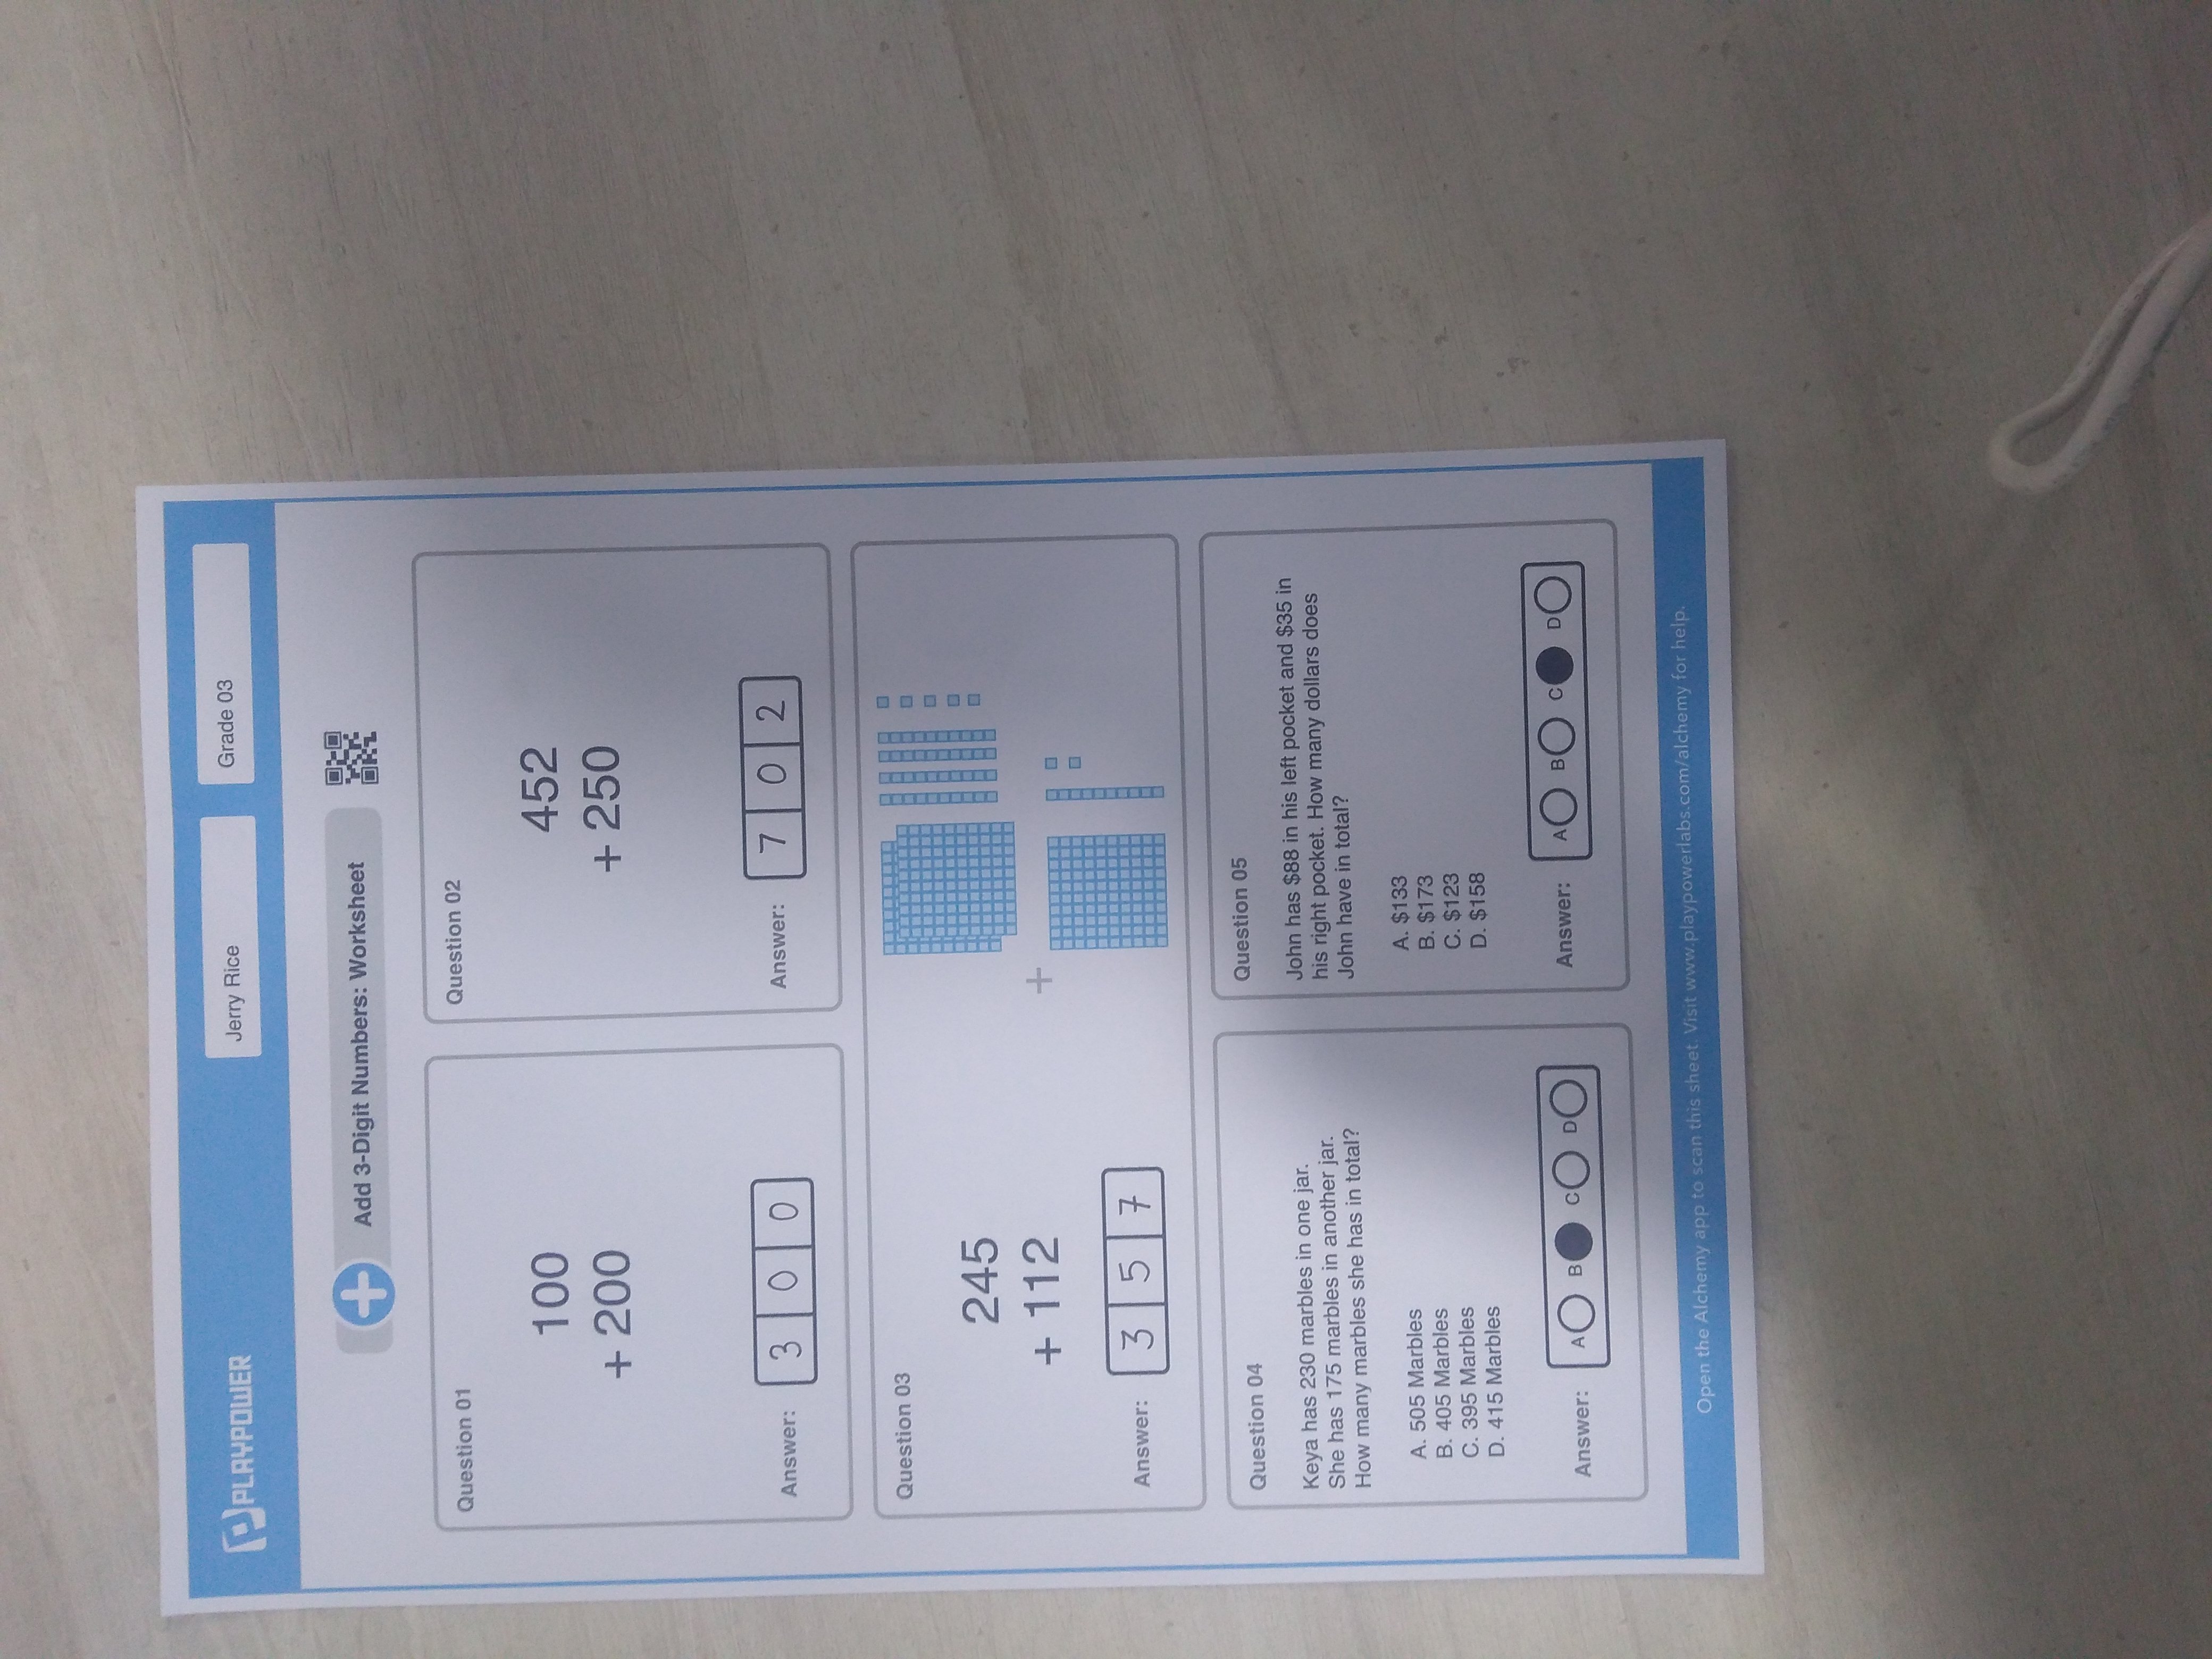 PLAYPOWER
Jerry Rice
Grade 03
Add 3-Digit Numbers: Worksheet
Question 01
100
+ 200
Answer: 3 0 0
Question 02
452
+ 250
Answer: 7 0 2
Question 03
245
+ 112
+
Answer: 3 5 7
Question 04
Keya has 230 marbles in one jar.
She has 175 marbles in another jar.
How many marbles she has in total?
A. 505 Marbles
B. 405 Marbles
C. 395 Marbles
D. 415 Marbles
Answer: A B C D
Question 05
John has $88 in his left pocket and $35 in
his right pocket. How many dollars does
John have in total?
A. $133
B. $173
C. $123
D. $158
Answer: A B C D
Open the Alchemy app to scan this sheet. Visit www.playpowerlabs.com/alchemy for help.